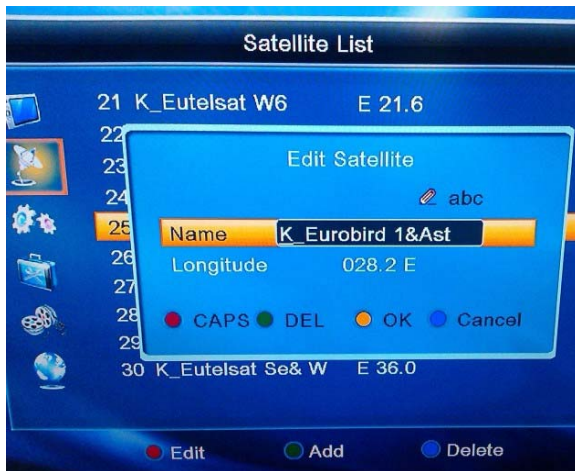 Satellite List
21 K_Eutelsat W6 E 21.6
22
23
24
25
26
27
28
29
Edit Satellite
abc
Name K_Eurobird 1&Ast
Longitude 028.2 E
CAPS DEL OK Cancel
30 K_Eutelsat Se& W E 36.0
Edit Add Delete